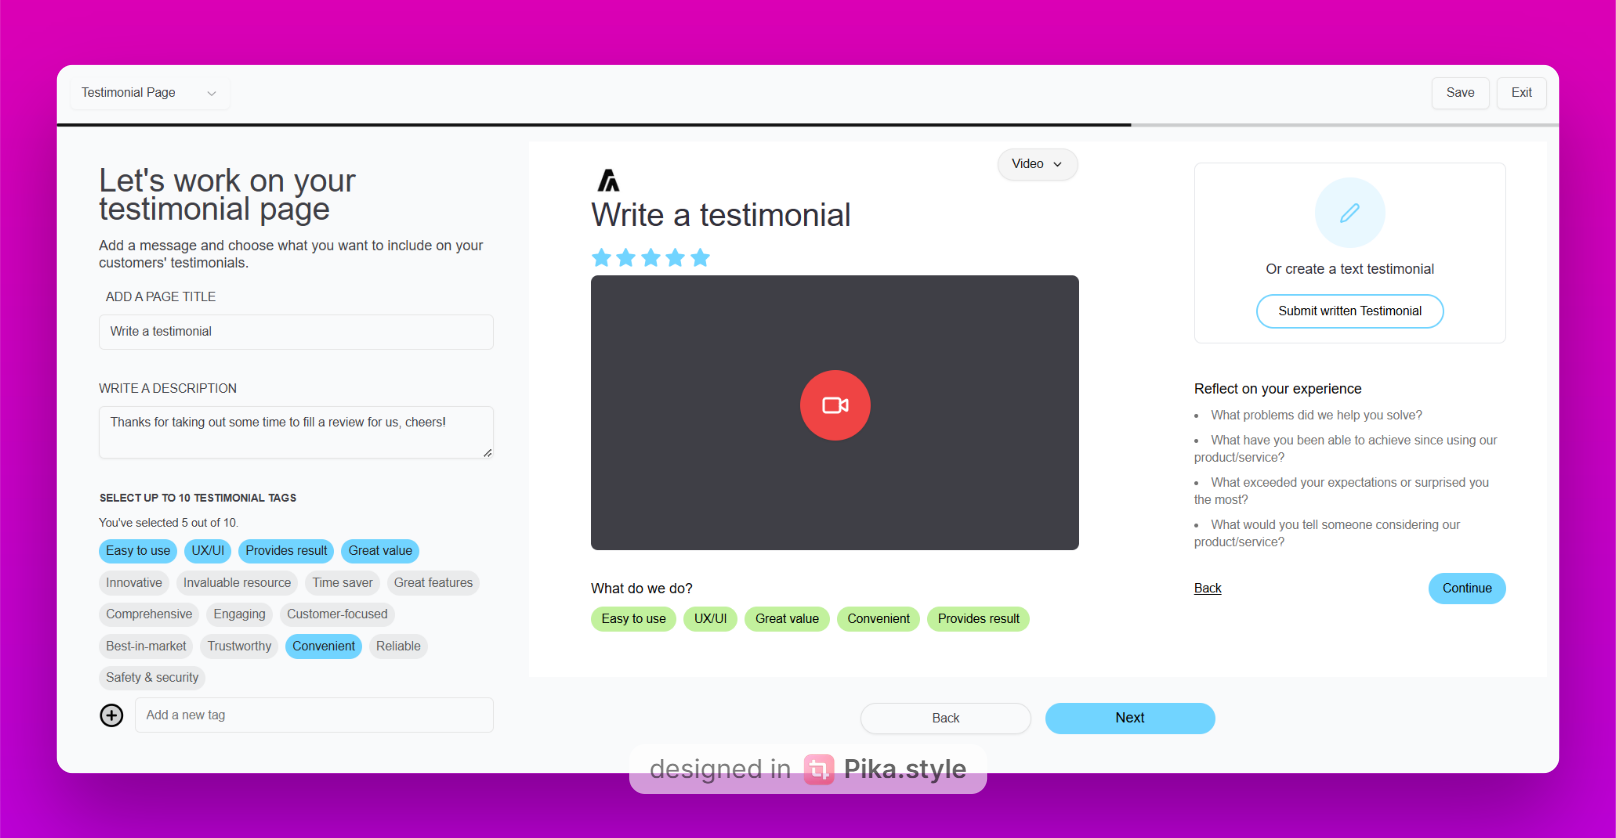 Testimonial Page
Save
Exit
Let's work on your
testimonial page
Add a message and choose what you want to include on your
customers' testimonials.
ADD A PAGE TITLE
Write a testimonial
WRITE A DESCRIPTION
Thanks for taking out some time to fill a review for us, cheers!
SELECT UP TO 10 TESTIMONIAL TAGS
You've selected 5 out of 10.
Easy to use UX/UI Provides result Great value
Innovative Invaluable resource Time saver Great features
Comprehensive Engaging Customer-focused
Best-in-market Trustworthy Convenient Reliable
Safety & security
Add a new tag
Video
Write a testimonial
What do we do?
Easy to use UX/UI Great value Convenient Provides result
Or create a text testimonial
Submit written Testimonial
Reflect on your experience
• What problems did we help you solve?
• What have you been able to achieve since using our
product/service?
• What exceeded your expectations or surprised you
the most?
• What would you tell someone considering our
product/service?
Back
Continue
Back
Next
designed in Pika.style